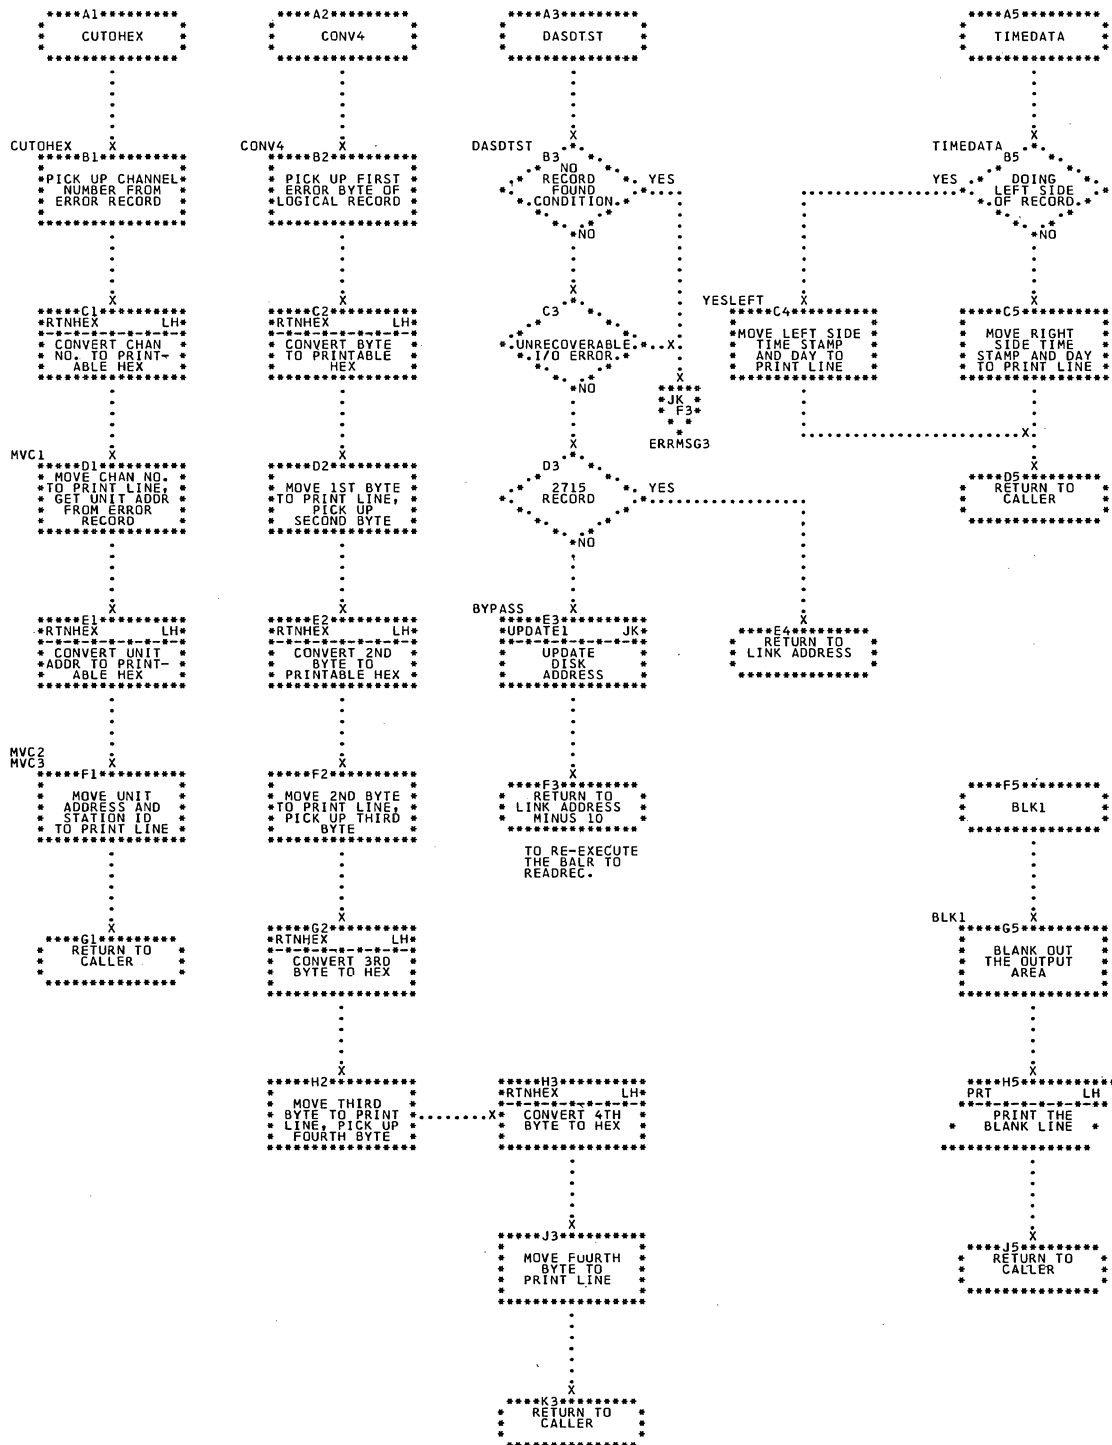 A1
CUTOHEX
CUTOHEX
B1
PICK UP CHANNEL
NUMBER FROM
ERROR RECORD
C1
RTNHEX LH
CONVERT CHAN
NO. TO PRINT-
ABLE HEX
MVC1
D1
MOVE CHAN NO.
TO PRINT LINE,
GET UNIT ADDR
FROM ERROR
RECORD
E1
RTNHEX LH
CONVERT UNIT
ADDR TO PRINT-
ABLE HEX
MVC2
MVC3
F1
MOVE UNIT
ADDRESS AND
STATION ID
TO PRINT LINE
G1
RETURN TO
CALLER
A2
CONV4
CONV4
B2
PICK UP FIRST
ERROR BYTE OF
LOGICAL RECORD
C2
RTNHEX LH
CONVERT BYTE
TO PRINTABLE
HEX
D2
MOVE 1ST BYTE
TO PRINT LINE,
PICK UP
SECOND BYTE
E2
RTNHEX LH
CONVERT 2ND
BYTE TO
PRINTABLE HEX
F2
MOVE 2ND BYTE
TO PRINT LINE,
PICK UP THIRD
BYTE
G2
RTNHEX LH
CONVERT 3RD
BYTE TO HEX
H2
MOVE THIRD
BYTE TO PRINT
LINE, PICK UP
FOURTH BYTE
H3
RTNHEX LH
CONVERT 4TH
BYTE TO HEX
J3
MOVE FOURTH
BYTE TO
PRINT LINE
K3
RETURN TO
CALLER
A3
DASDTST
DASDTST
B3
NO
RECORD
FOUND
CONDITION
YES
NO
C3
UNRECOVERABLE
I/O ERROR
NO
JK
F3
ERRMSG3
D3
2715
RECORD
YES
NO
BYPASS
E3
UPDATE1 JK
UPDATE
DISK
ADDRESS
E4
RETURN TO
LINK ADDRESS
F3
RETURN TO
LINK ADDRESS
MINUS 10
TO RE-EXECUTE
THE BALR TO
READREC.
A5
TIMEDATA
TIMEDATA
B5
DOING
LEFT SIDE
OF RECORD
YES
NO
YESLEFT
C4
MOVE LEFT SIDE
TIME STAMP
AND DAY TO
PRINT LINE
C5
MOVE RIGHT
SIDE TIME
STAMP AND DAY
TO PRINT LINE
D5
RETURN TO
CALLER
F5
BLK1
BLK1
G5
BLANK OUT
THE OUTPUT
AREA
H5
PRT LH
PRINT THE
BLANK LINE
J5
RETURN TO
CALLER